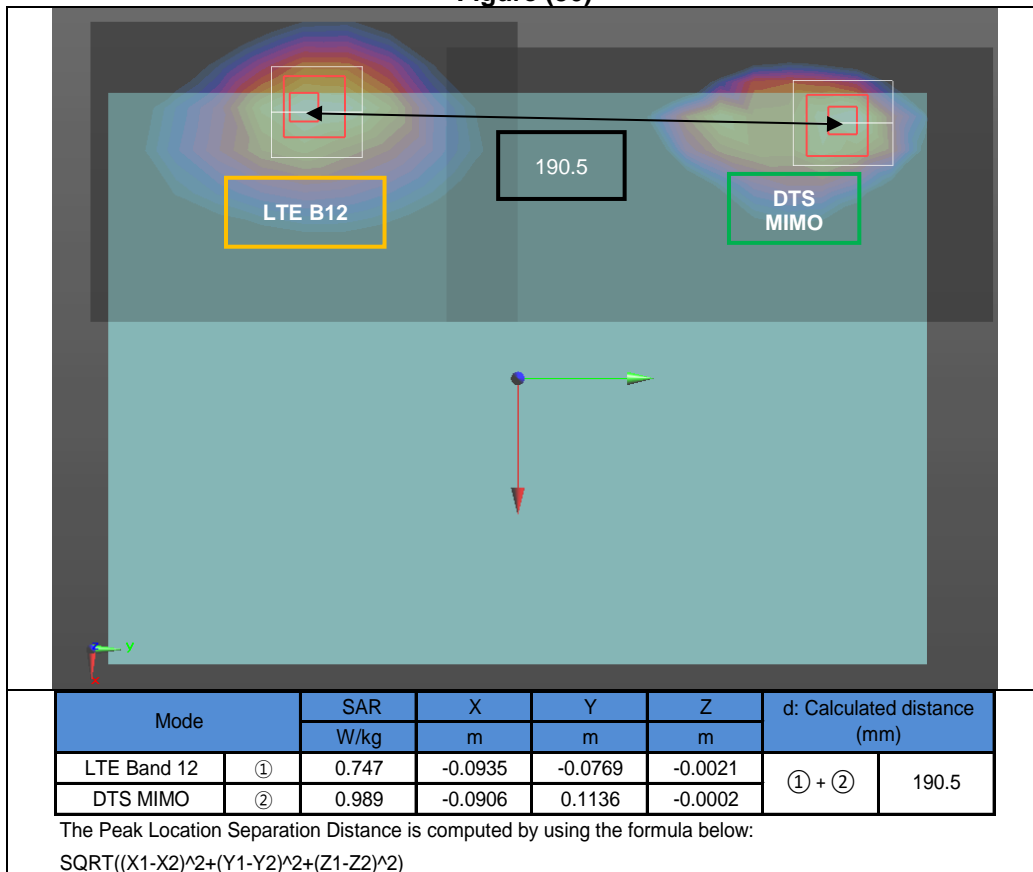 190.5
LTE B12
DTS
MIMO
y
Mode SAR X Y Z d: Calculated distance
(mm)
W/kg m m m
LTE Band 12 ① 0.747 -0.0935 -0.0769 -0.0021 ① + ② 190.5
DTS MIMO ② 0.989 -0.0906 0.1136 -0.0002
The Peak Location Separation Distance is computed by using the formula below:
SQRT((X1-X2)^2+(Y1-Y2)^2+(Z1-Z2)^2)